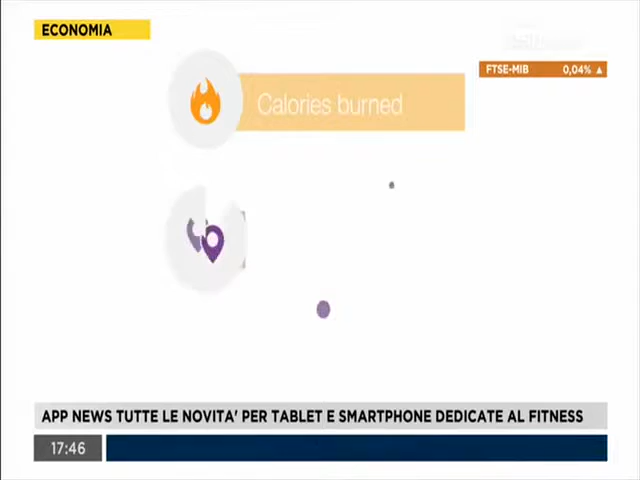 ECONOMIA
FTSE-MIB 0,04% ▲
Calories burned
APP NEWS TUTTE LE NOVITA' PER TABLET E SMARTPHONE DEDICATE AL FITNESS
17:46